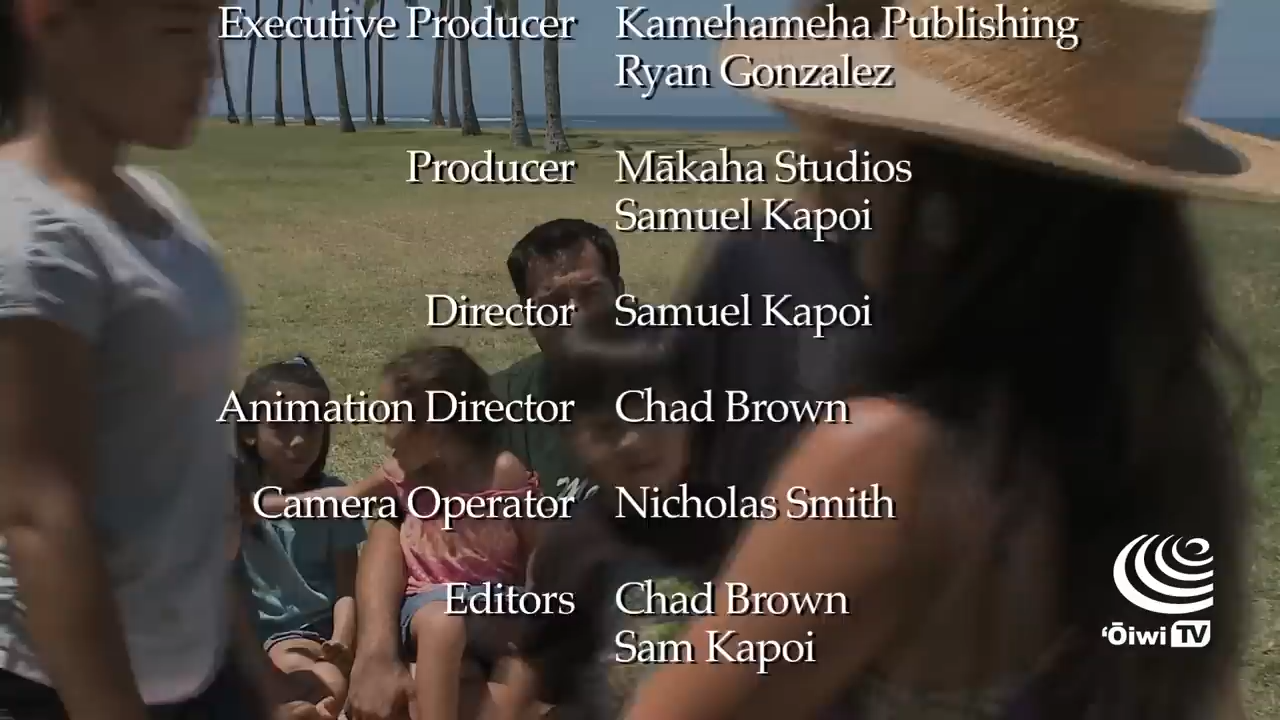 Executive Producer Kamehameha Publishing
Ryan Gonzalez
Producer Mākaha Studios
Samuel Kapoi
Director Samuel Kapoi
Animation Director Chad Brown
Camera Operator Nicholas Smith
Editors Chad Brown
Sam Kapoi
ʻŌiwi TV